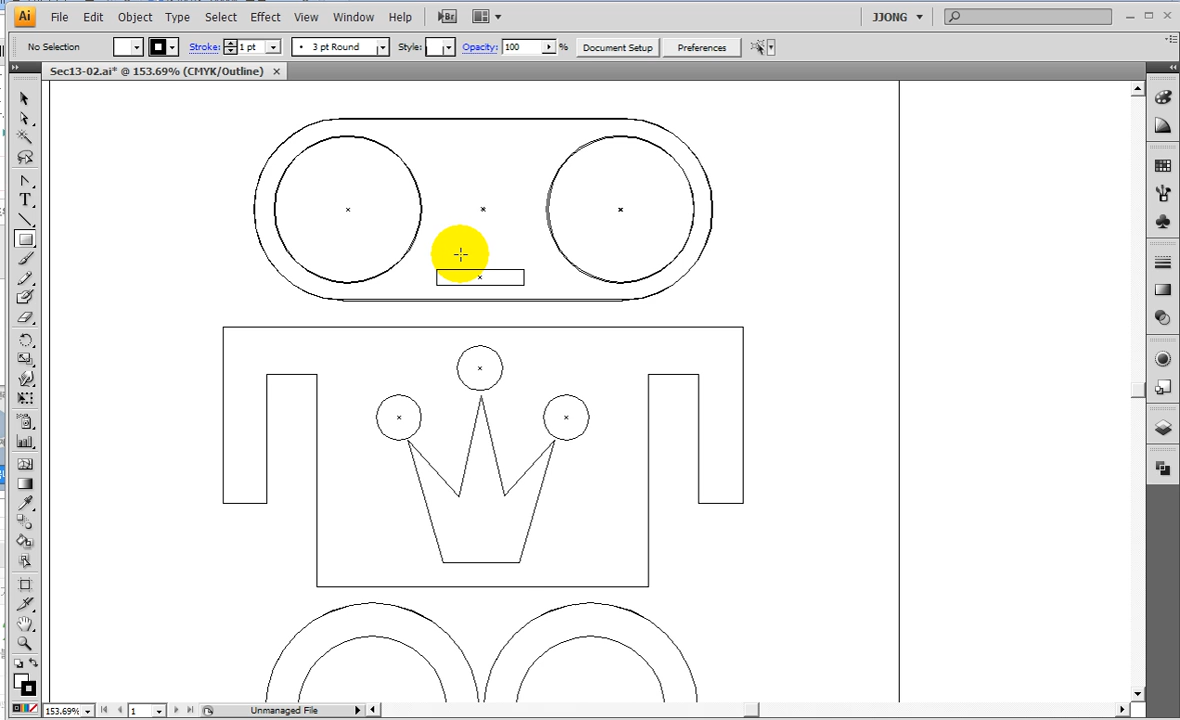 Ai File Edit Object Type Select Effect View Window Help Br JJONG
No Selection Stroke: 1 pt 3 pt Round Style: Opacity: 100 % Document Setup Preferences
Sec13-02.ai* @ 153.69% (CMYK/Outline)
T
153.69% 1 Unmanaged File